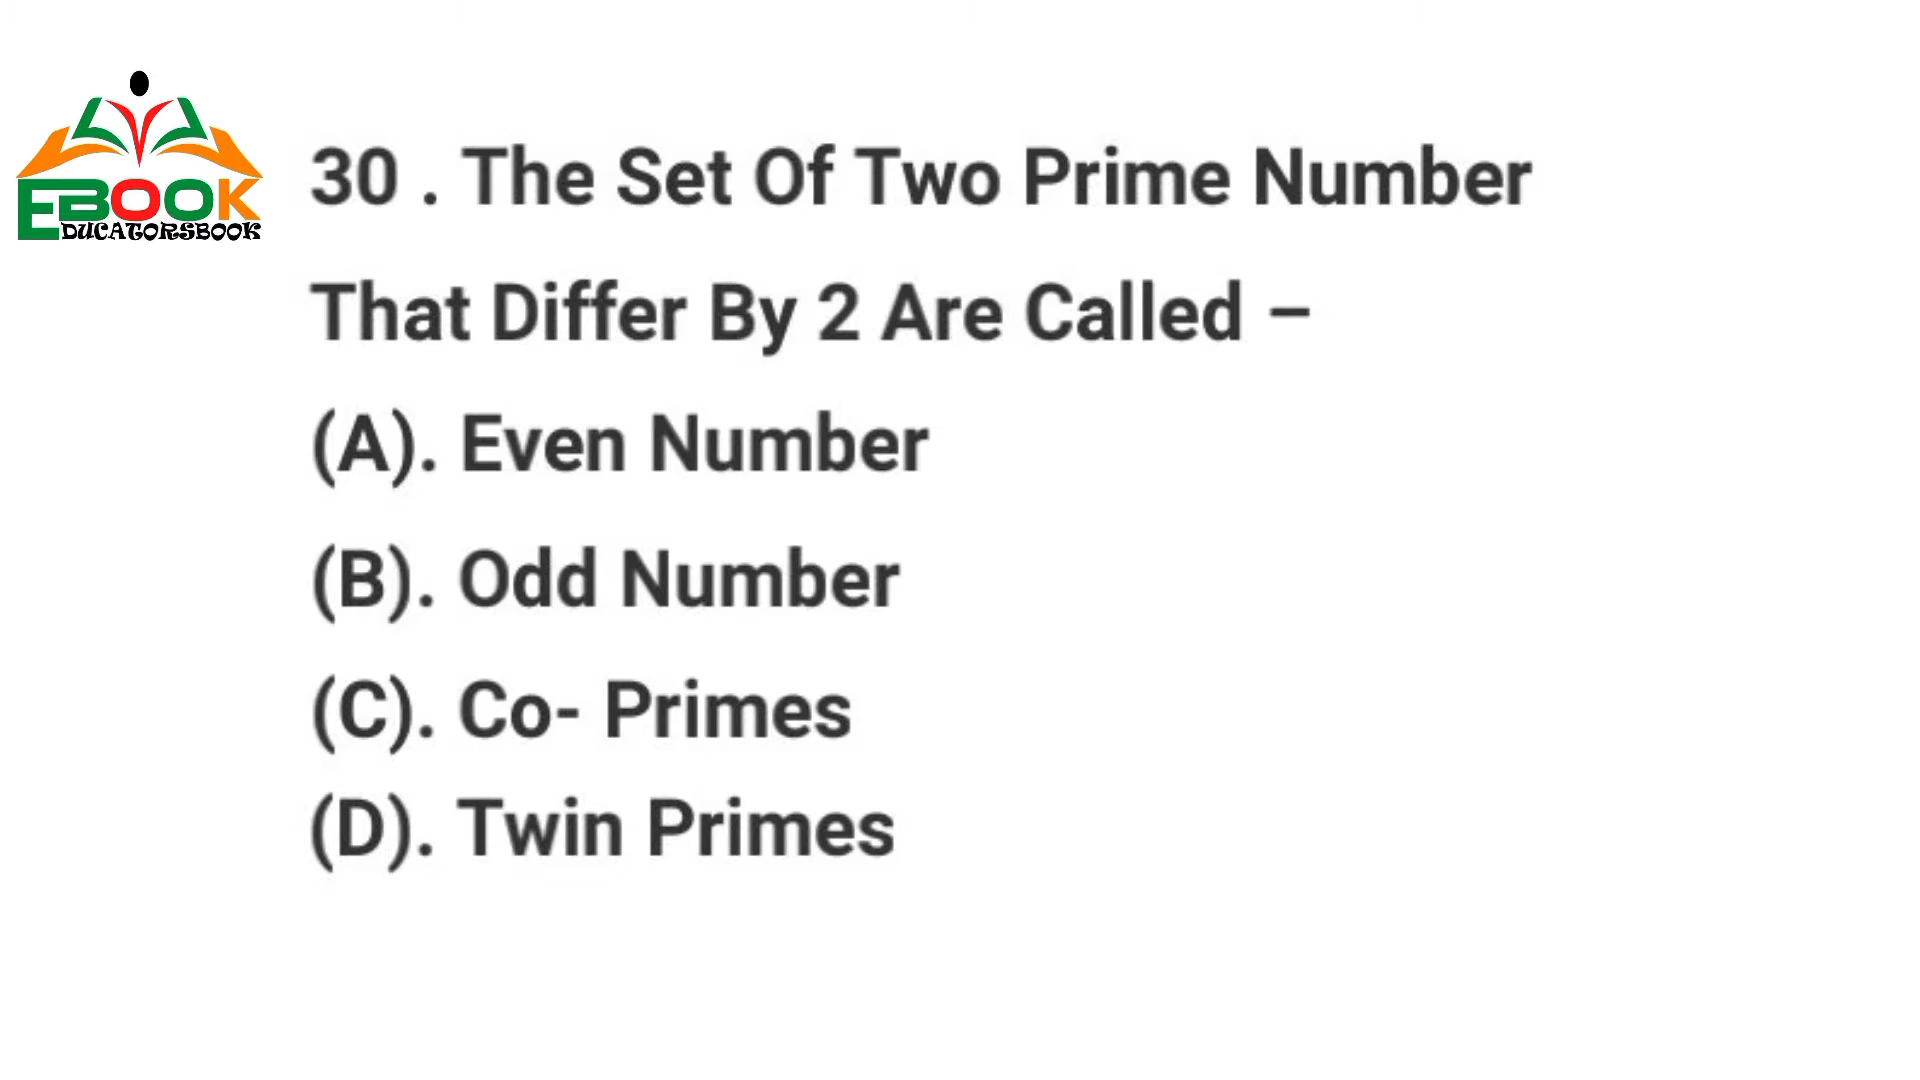 EBOOK
EDUCATORSBOOK
30 . The Set Of Two Prime Number
That Differ By 2 Are Called –
(A). Even Number
(B). Odd Number
(C). Co- Primes
(D). Twin Primes